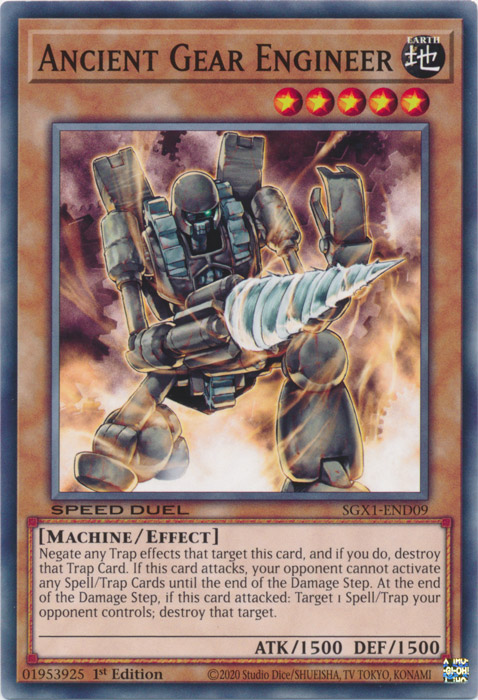 ANCIENT GEAR ENGINEER
EARTH
地
SPEED DUEL
SGX1-END09
[MACHINE/EFFECT]
Negate any Trap effects that target this card, and if you do, destroy
that Trap Card. If this card attacks, your opponent cannot activate
any Spell/Trap Cards until the end of the Damage Step. At the end
of the Damage Step, if this card attacked: Target 1 Spell/Trap your
opponent controls; destroy that target.
ATK/1500 DEF/1500
01953925 1st Edition ©2020 Studio Dice/SHUEISHA, TV TOKYO, KONAMI